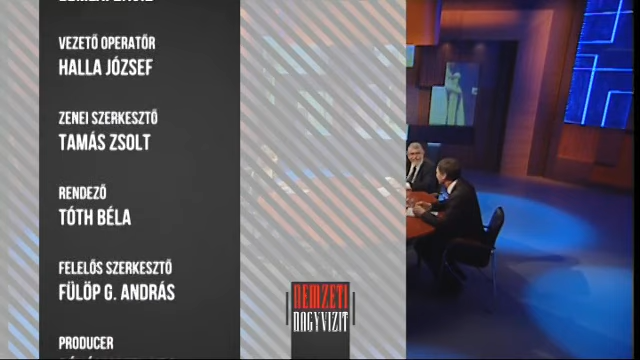 VEZETŐ OPERATŐR
HALLA JÓZSEF
ZENEI SZERKESZTŐ
TAMÁS ZSOLT
RENDEZŐ
TÓTH BÉLA
FELELŐS SZERKESZTŐ
FÜLÖP G. ANDRÁS
PRODUCER
NEMZETI
NAGYVIZIT